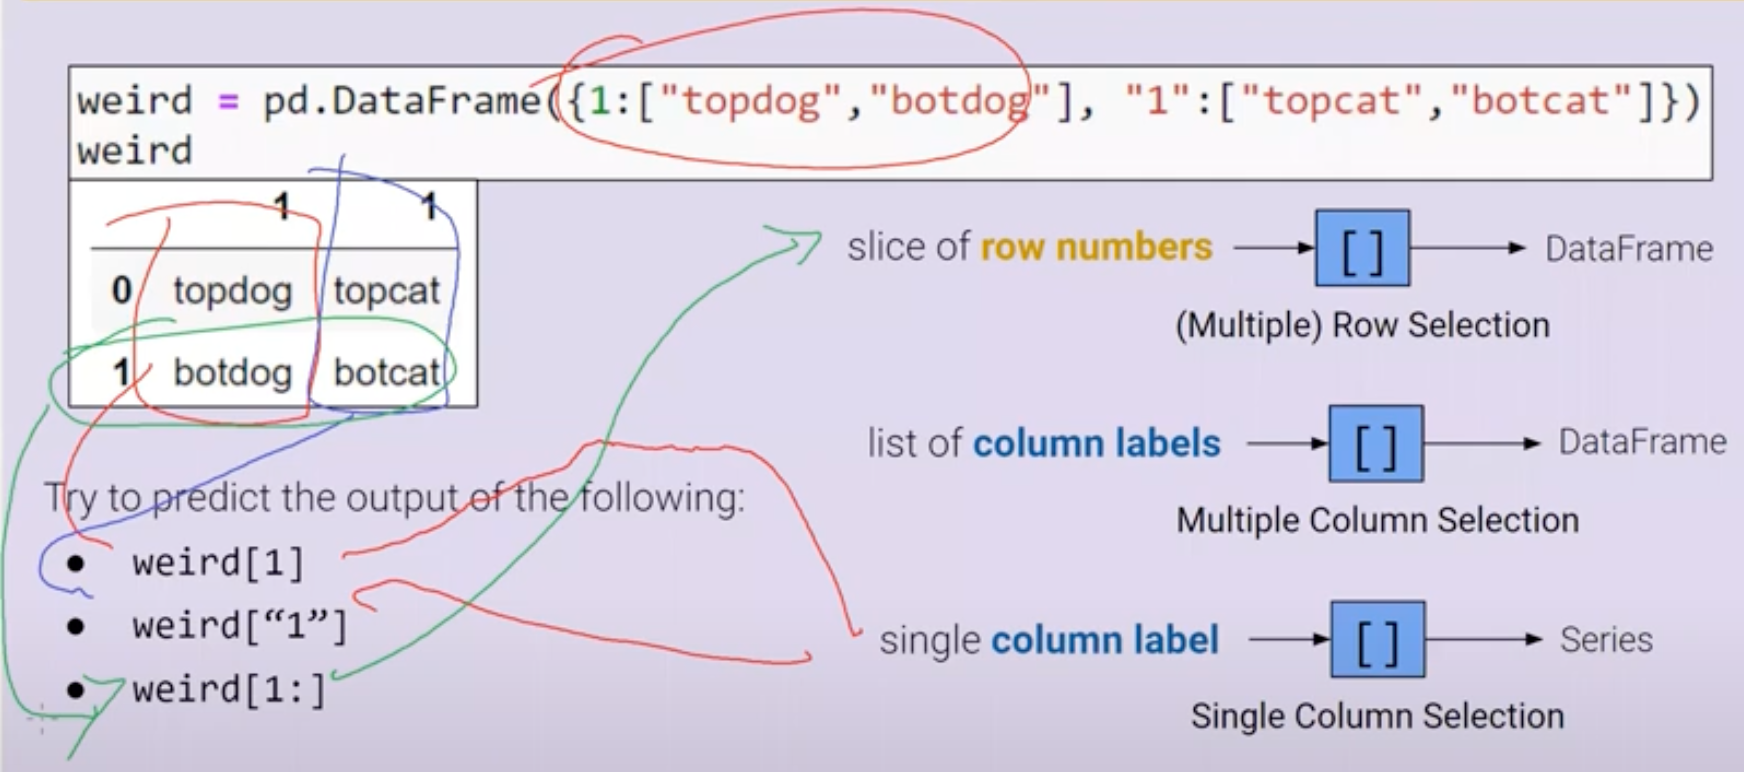 weird = pd.DataFrame({1:["topdog","botdog"], "1":["topcat","botcat"]})
weird
1 1
0 topdog topcat
1 botdog botcat
Try to predict the output of the following:
● weird[1]
● weird[“1”]
● weird[1:]
slice of row numbers [] DataFrame
(Multiple) Row Selection
list of column labels [] DataFrame
Multiple Column Selection
single column label [] Series
Single Column Selection